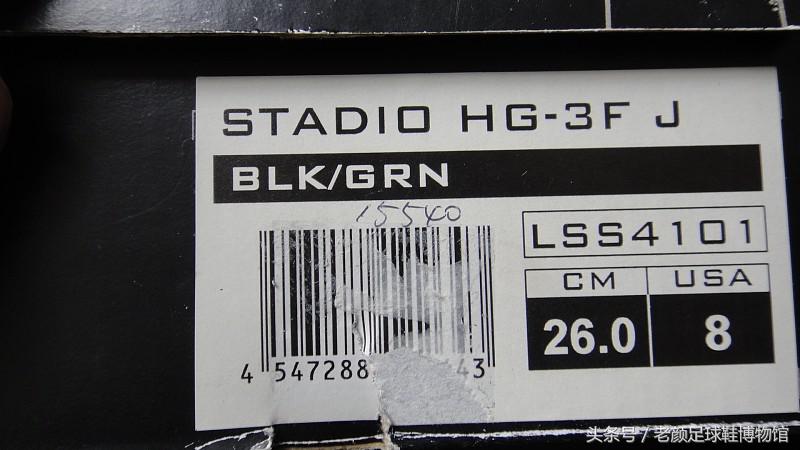 STADIO HG-3F J
BLK/GRN
15540
LSS4101
CM USA
26.0 8
4 547288 43
头条号 / 老颜足球鞋博物馆